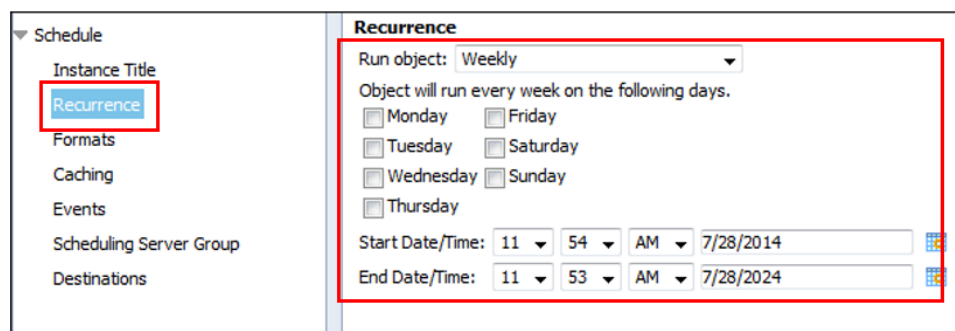 Schedule
Instance Title
Recurrence
Formats
Caching
Events
Scheduling Server Group
Destinations
Recurrence
Run object: Weekly
Object will run every week on the following days.
Monday Friday
Tuesday Saturday
Wednesday Sunday
Thursday
Start Date/Time: 11 54 AM 7/28/2014
End Date/Time: 11 53 AM 7/28/2024